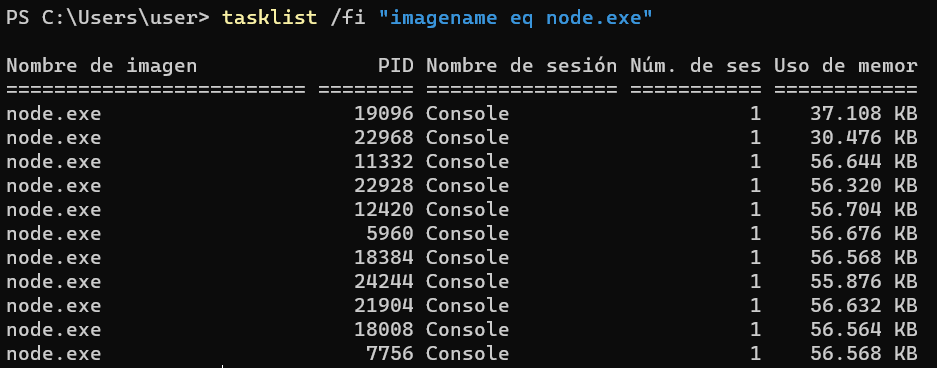 PS C:\Users\user> tasklist /fi "imagename eq node.exe"
Nombre de imagen                     PID Nombre de sesión Núm. de ses Uso de memor
========================= ======== ================ =========== ============
node.exe                     19096 Console                    1    37.108 KB
node.exe                     22968 Console                    1    30.476 KB
node.exe                     11332 Console                    1    56.644 KB
node.exe                     22928 Console                    1    56.320 KB
node.exe                     12420 Console                    1    56.704 KB
node.exe                      5960 Console                    1    56.676 KB
node.exe                     18384 Console                    1    56.568 KB
node.exe                     24244 Console                    1    55.876 KB
node.exe                     21904 Console                    1    56.632 KB
node.exe                     18008 Console                    1    56.564 KB
node.exe                      7756 Console                    1    56.568 KB